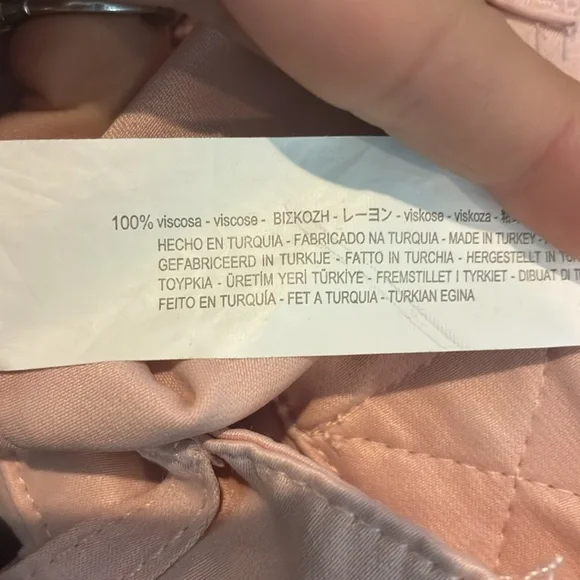 100% viscosa - viscose - ΒΙΣΚΟΖΗ - レーヨン - viskose - viskoza -
HECHO EN TURQUIA - FABRICADO NA TURQUIA - MADE IN TURKEY -
GEFABRICEERD IN TURKIJE - FATTO IN TURCHIA - HERGESTELLT IN
ΤΟΥΡΚΙΑ - ÜRETİM YERİ TÜRKİYE - FREMSTILLET I TYRKIET - DIBUAT DI
FEITO EN TURQUÍA - FET A TURQUIA - TURKIAN EGINA